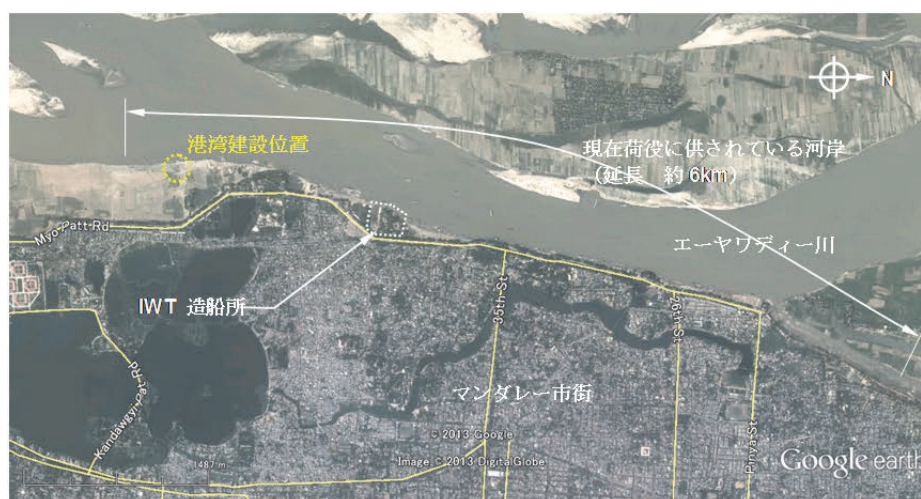 N
港湾建設位置
現在荷役に供されている河岸
(延長 約 6km)
Myo Patt Rd
エーヤワディー川
IWT 造船所
35th St
26th St
Kandawgyi Pat Rd
マンダレー市街
Pinya St
© 2013 Google
1487 m
Image © 2013 DigitalGlobe
Google earth